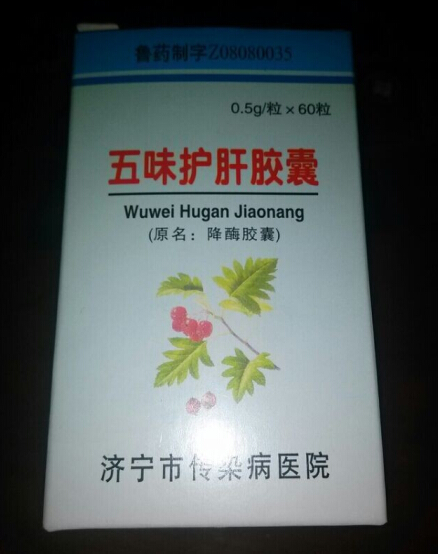 鲁药制字Z08080035
0.5g/粒×60粒
五味护肝胶囊
Wuwei Hugan Jiaonang
(原名：降酶胶囊)
济宁市传染病医院